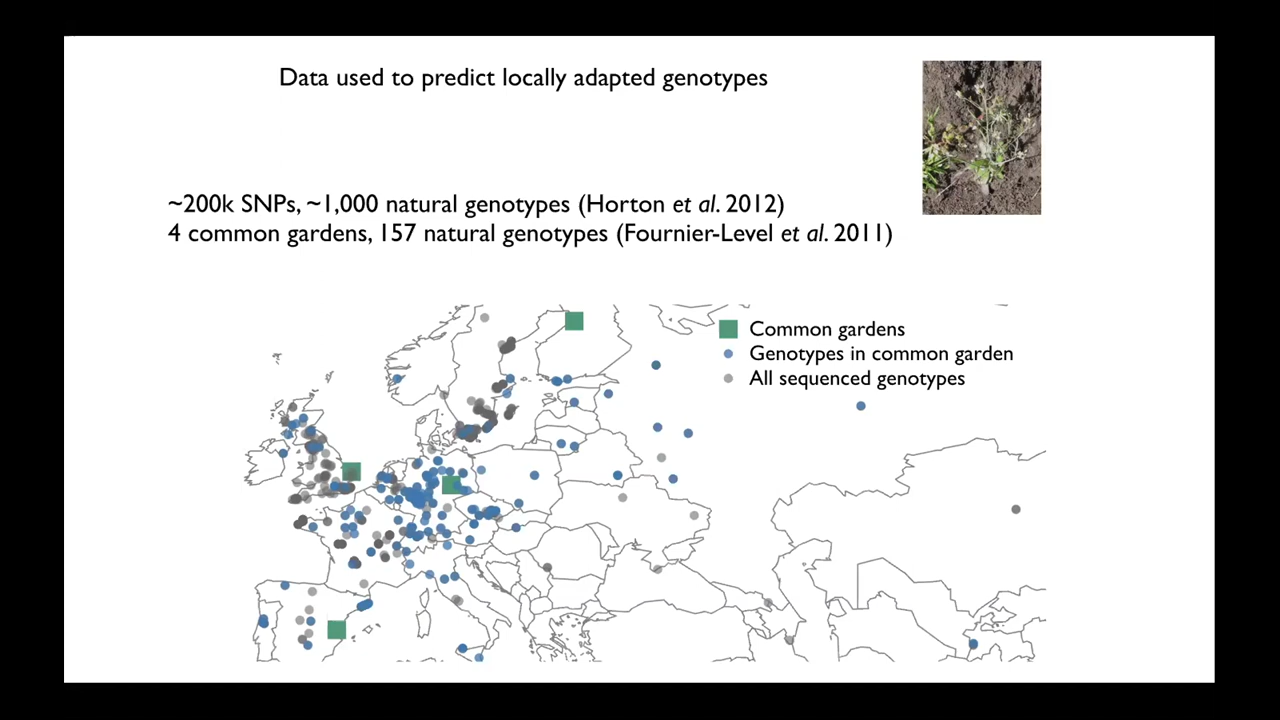 Data used to predict locally adapted genotypes
~200k SNPs, ~1,000 natural genotypes (Horton et al. 2012)
4 common gardens, 157 natural genotypes (Fournier-Level et al. 2011)
Common gardens
Genotypes in common garden
All sequenced genotypes